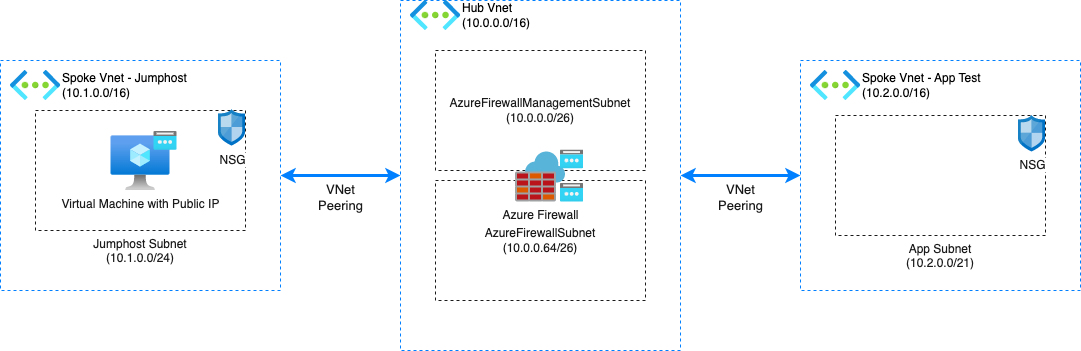 Hub Vnet
(10.0.0.0/16)
Spoke Vnet - Jumphost
(10.1.0.0/16)
NSG
Virtual Machine with Public IP
Jumphost Subnet
(10.1.0.0/24)
VNet
Peering
AzureFirewallManagementSubnet
(10.0.0.0/26)
Azure Firewall
AzureFirewallSubnet
(10.0.0.64/26)
VNet
Peering
Spoke Vnet - App Test
(10.2.0.0/16)
NSG
App Subnet
(10.2.0.0/21)